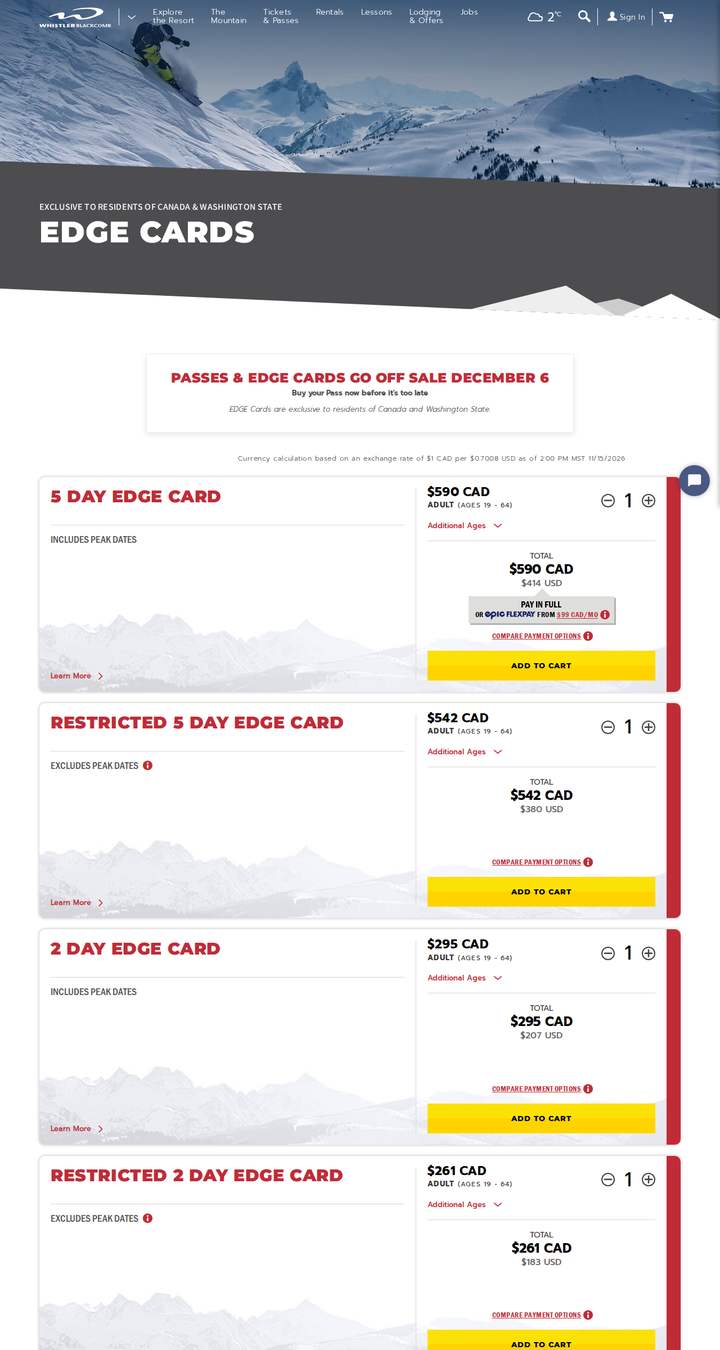 WHISTLERBLACKCOMB
Explore the Resort
The Mountain
Tickets & Passes
Rentals
Lessons
Lodging & Offers
Jobs
2°C
Sign In
EXCLUSIVE TO RESIDENTS OF CANADA & WASHINGTON STATE
EDGE CARDS
PASSES & EDGE CARDS GO OFF SALE DECEMBER 6
Buy your Pass now before it's too late
EDGE Cards are exclusive to residents of Canada and Washington State
Currency calculation based on an exchange rate of $1 CAD per $0.7008 USD as of 2:00 PM MST 11/15/2026
5 DAY EDGE CARD
INCLUDES PEAK DATES
Learn More
$590 CAD
ADULT (AGES 19 - 64)
1
Additional Ages
TOTAL
$590 CAD
$414 USD
PAY IN FULL
OR epic FLEXPAY FROM $99 CAD/MO
COMPARE PAYMENT OPTIONS
ADD TO CART
RESTRICTED 5 DAY EDGE CARD
EXCLUDES PEAK DATES
Learn More
$542 CAD
ADULT (AGES 19 - 64)
1
Additional Ages
TOTAL
$542 CAD
$380 USD
COMPARE PAYMENT OPTIONS
ADD TO CART
2 DAY EDGE CARD
INCLUDES PEAK DATES
Learn More
$295 CAD
ADULT (AGES 19 - 64)
1
Additional Ages
TOTAL
$295 CAD
$207 USD
COMPARE PAYMENT OPTIONS
ADD TO CART
RESTRICTED 2 DAY EDGE CARD
EXCLUDES PEAK DATES
$261 CAD
ADULT (AGES 19 - 64)
1
Additional Ages
TOTAL
$261 CAD
$183 USD
COMPARE PAYMENT OPTIONS
ADD TO CART